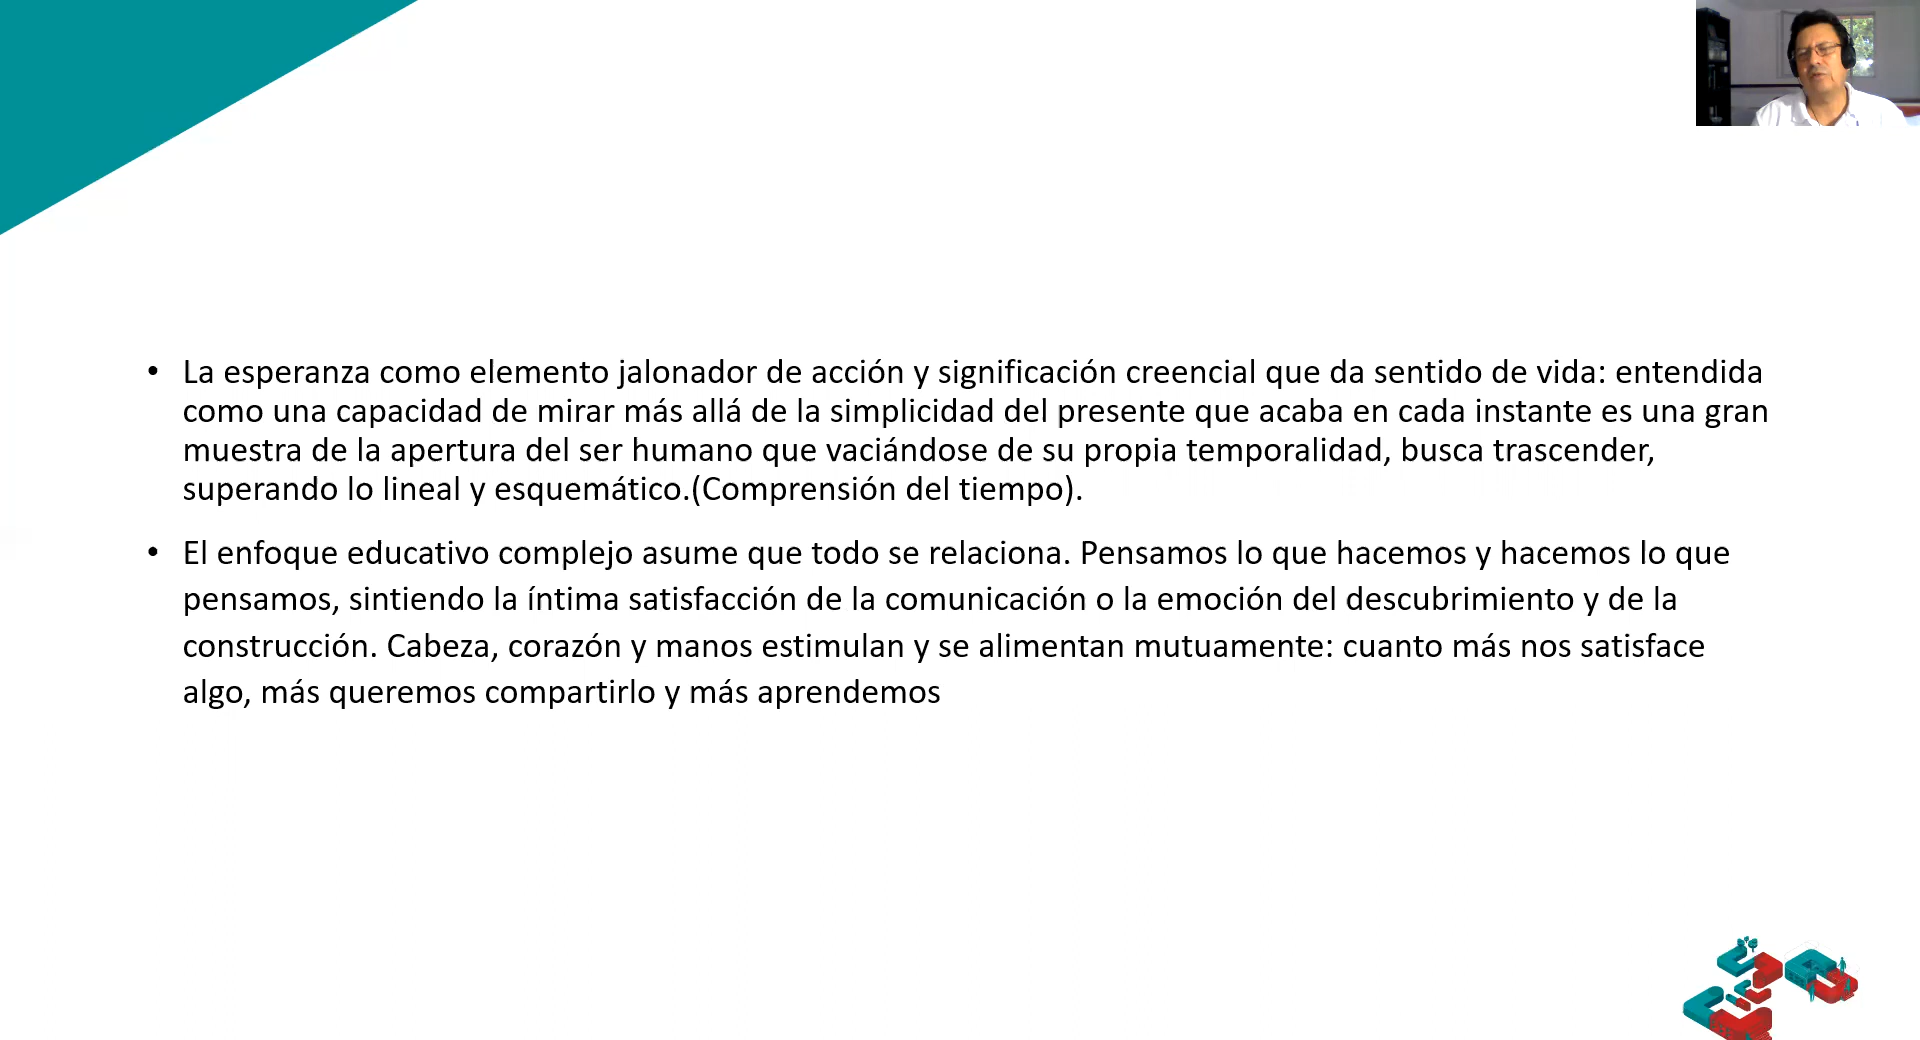 • La esperanza como elemento jalonador de acción y significación creencial que da sentido de vida: entendida
como una capacidad de mirar más allá de la simplicidad del presente que acaba en cada instante es una gran
muestra de la apertura del ser humano que vaciándose de su propia temporalidad, busca trascender,
superando lo lineal y esquemático.(Comprensión del tiempo).
• El enfoque educativo complejo asume que todo se relaciona. Pensamos lo que hacemos y hacemos lo que
pensamos, sintiendo la íntima satisfacción de la comunicación o la emoción del descubrimiento y de la
construcción. Cabeza, corazón y manos estimulan y se alimentan mutuamente: cuanto más nos satisface
algo, más queremos compartirlo y más aprendemos